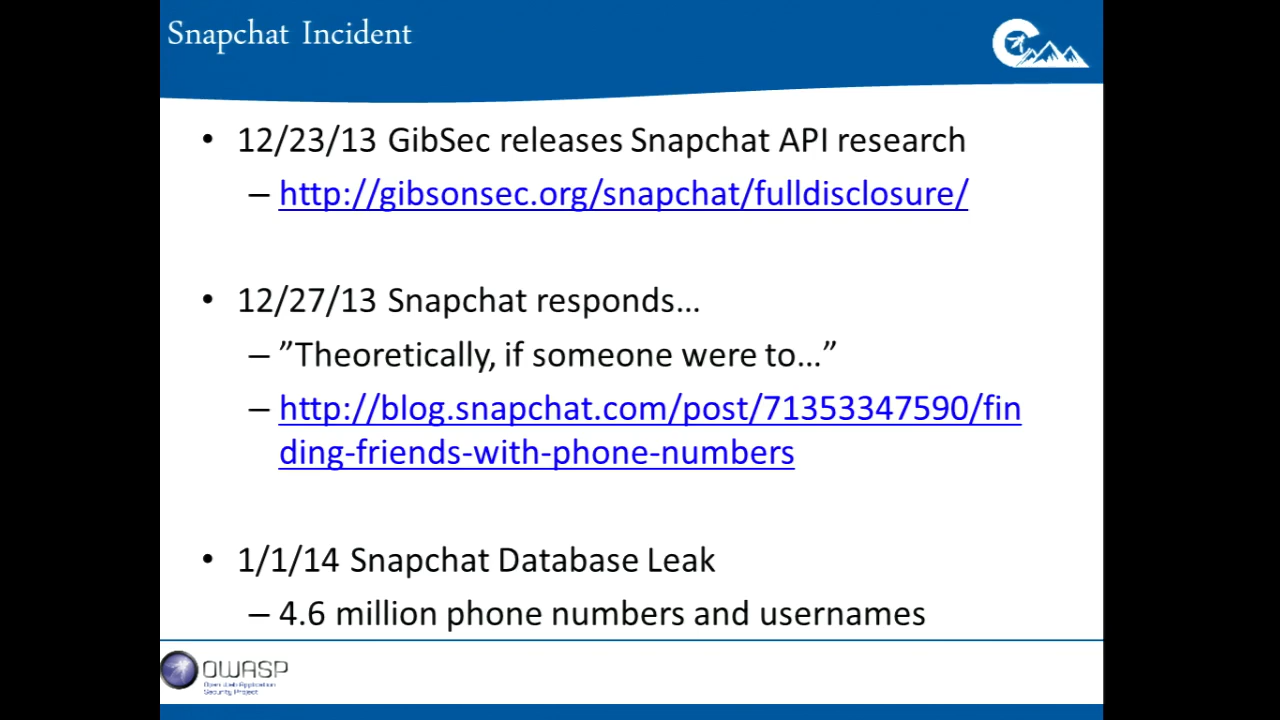 Snapchat Incident
• 12/23/13 GibSec releases Snapchat API research
– http://gibsonsec.org/snapchat/fulldisclosure/
• 12/27/13 Snapchat responds…
– ”Theoretically, if someone were to…”
– http://blog.snapchat.com/post/71353347590/fin
ding-friends-with-phone-numbers
• 1/1/14 Snapchat Database Leak
– 4.6 million phone numbers and usernames
OWASP
Open Web Application
Security Project